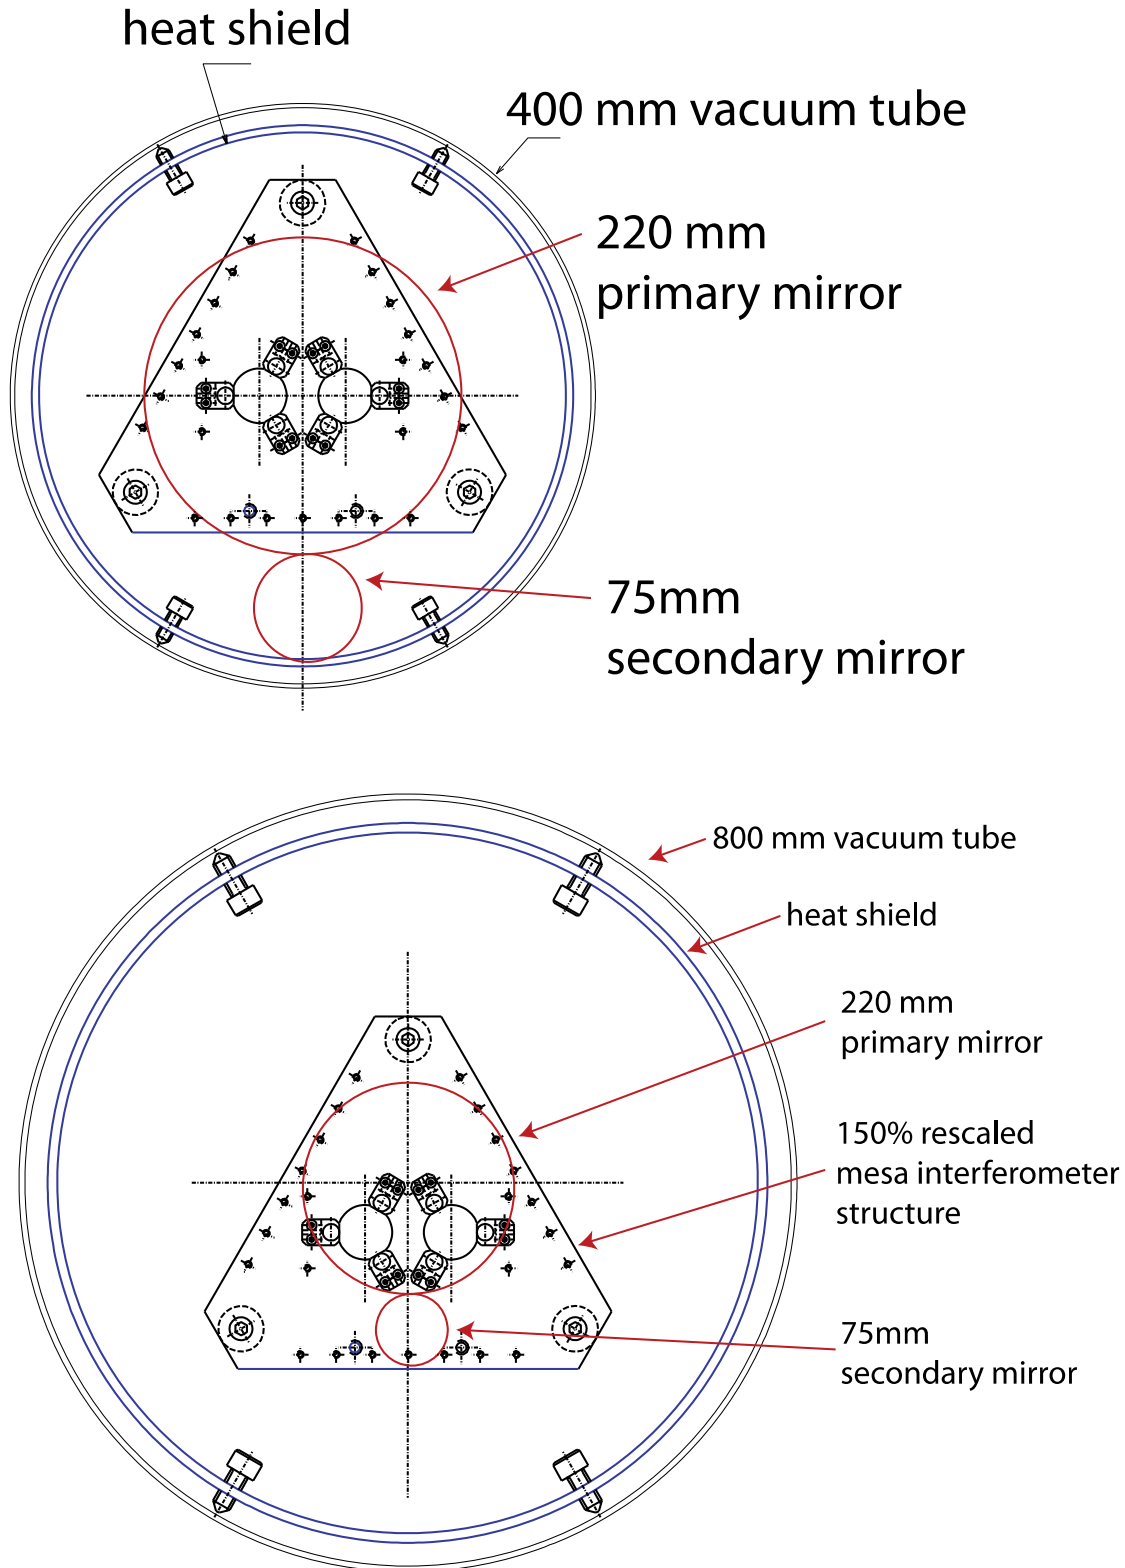 heat shield
400 mm vacuum tube
220 mm
primary mirror
75mm
secondary mirror
800 mm vacuum tube
heat shield
220 mm
primary mirror
150% rescaled
mesa interferometer
structure
75mm
secondary mirror